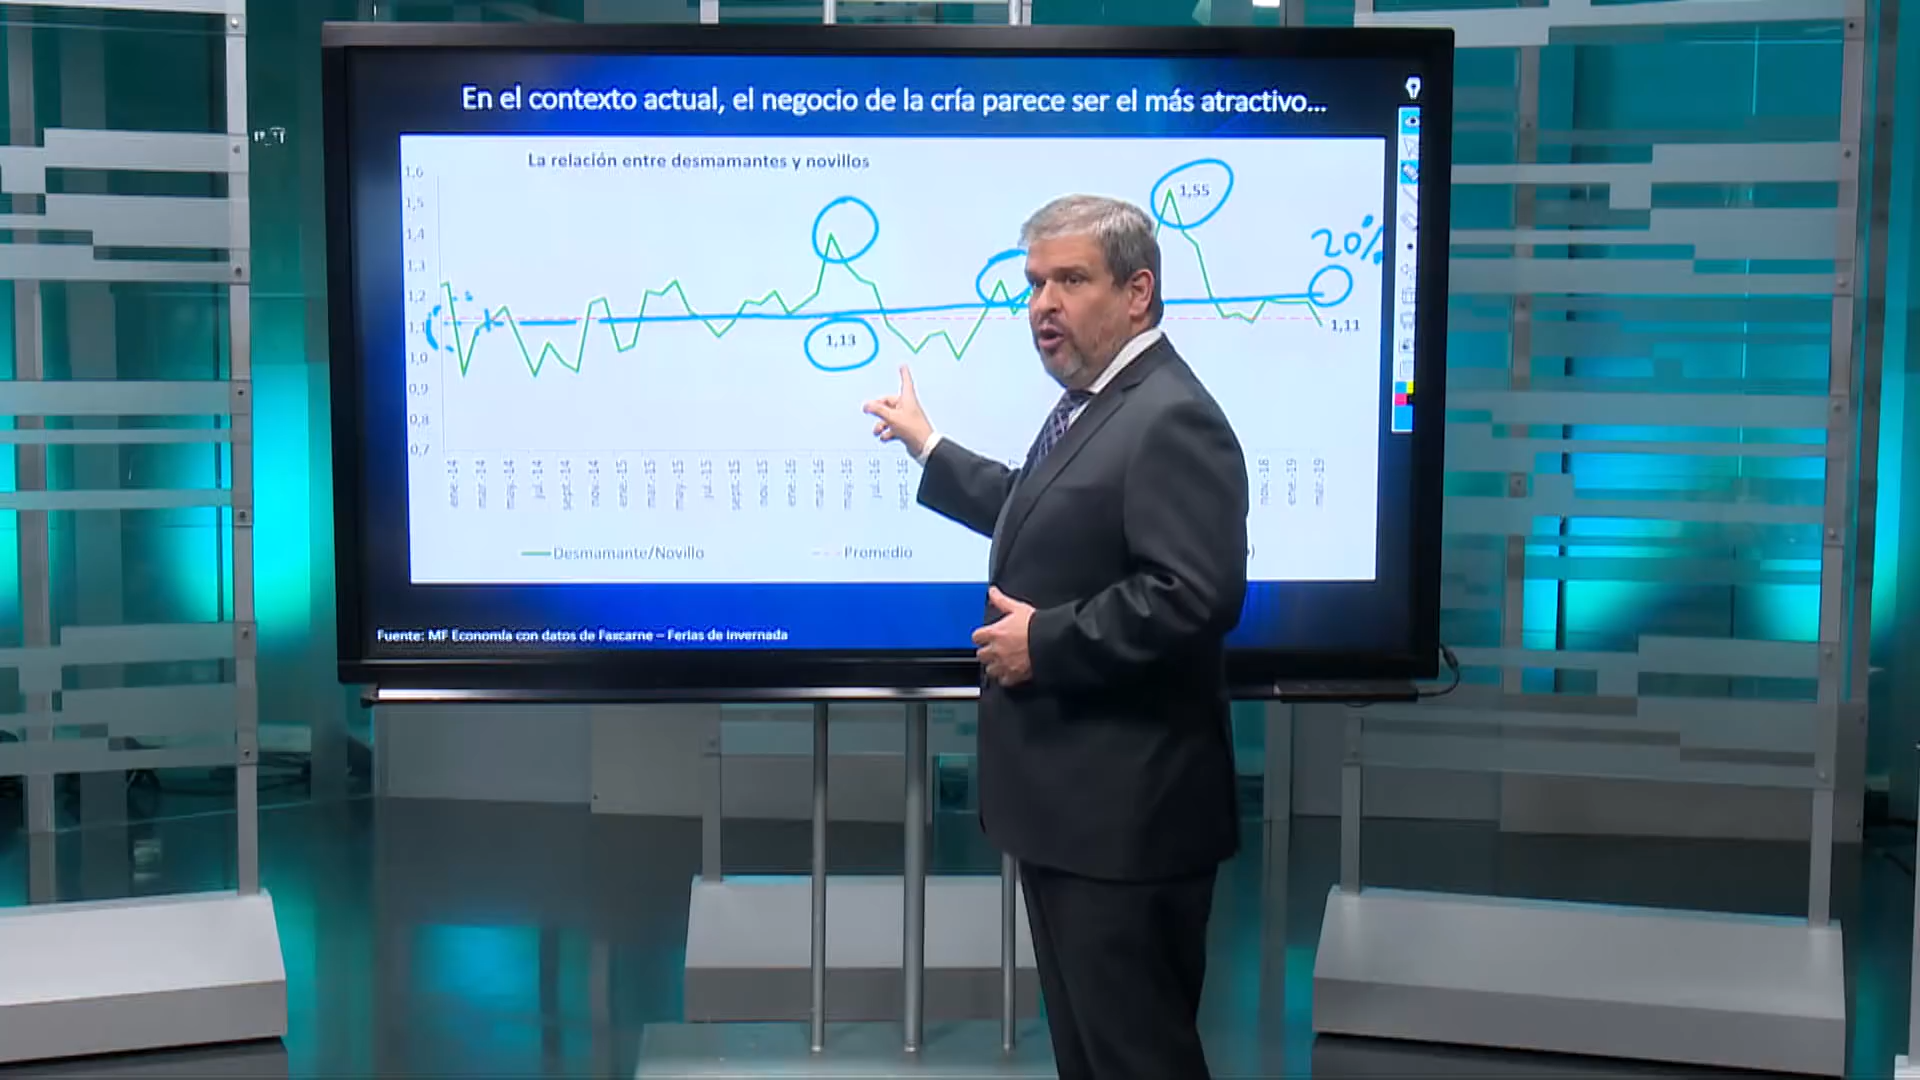 En el contexto actual, el negocio de la cría parece ser el más atractivo...
La relación entre desmamantes y novillos
1,6
1,5
1,4
1,3
1,2
1,1
1,0
0,9
0,8
0,7
1,55
20%
1,13
1,11
ene.-14
mar.-14
may.-14
jul.-14
sept.-14
nov.-14
ene.-15
mar.-15
may.-15
jul.-15
sept.-15
nov.-15
ene.-16
mar.-16
may.-16
jul.-16
sept.-16
nov.-18
ene.-19
mar.-19
Desmamante/Novillo
Promedio
Fuente: MF Economía con datos de Faxcarne – Ferias de Invernada